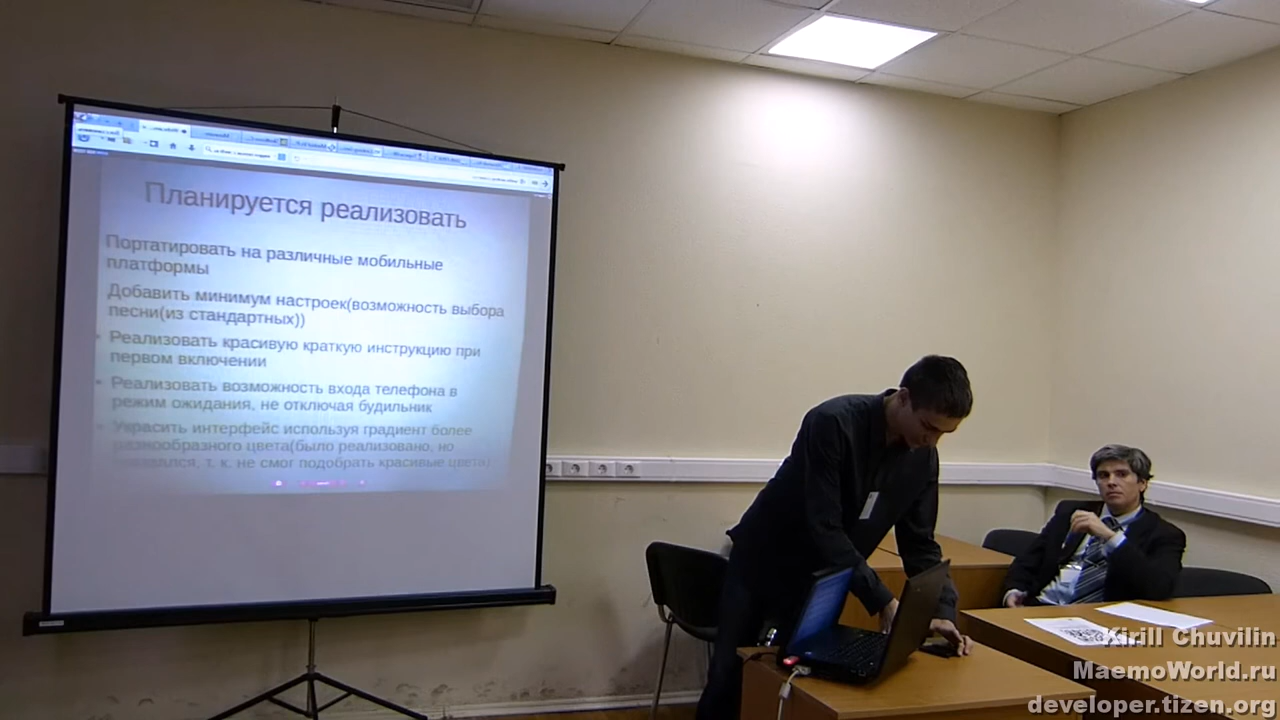 Планируется реализовать
Портатировать на различные мобильные
платформы
Добавить минимум настроек(возможность выбора
песни(из стандартных))
Реализовать красивую краткую инструкцию при
первом включении
Реализовать возможность входа телефона в
режим ожидания, не отключая будильник
Украсить интерфейс используя градиент более
разнообразного цвета(было реализовано, но
т. к. не смог подобрать красивые цвета)
Kirill Chuvilin
MaemoWorld.ru
developer.tizen.org